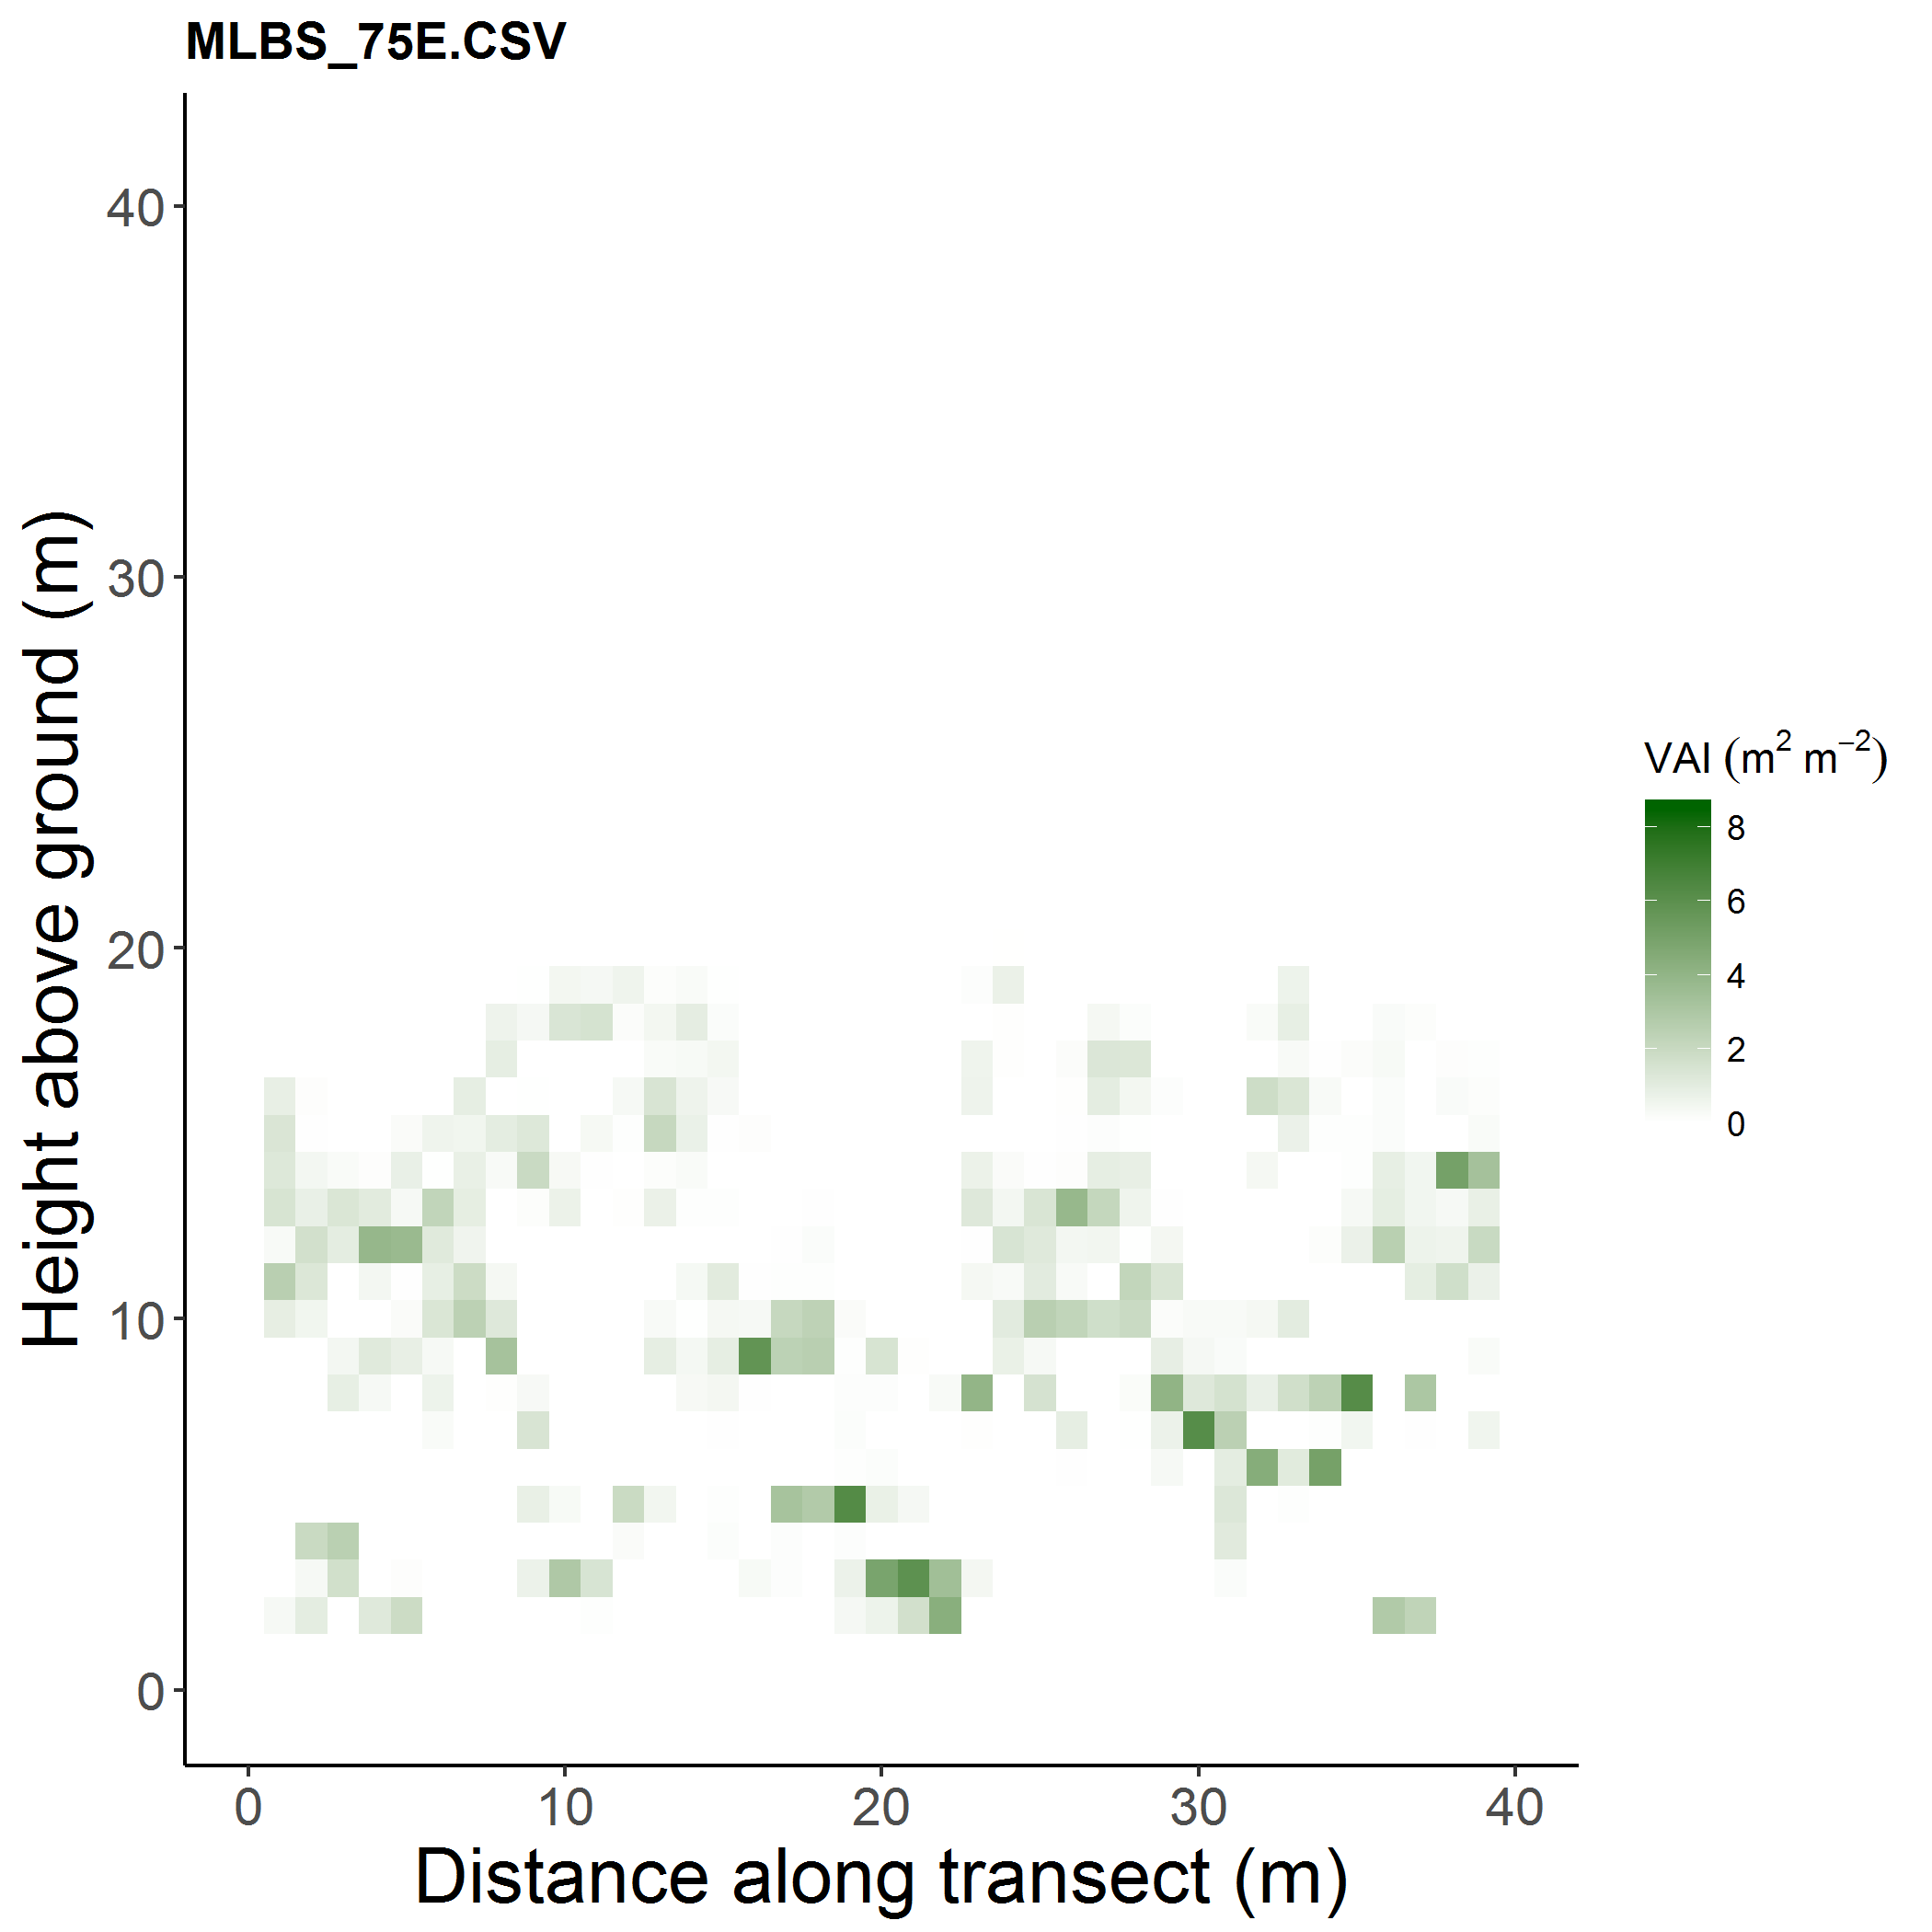 MLBS_75E.CSV
40
30
20
10
0
Height above ground (m)
0 10 20 30 40
Distance along transect (m)
VAI (m² m⁻²)
8
6
4
2
0